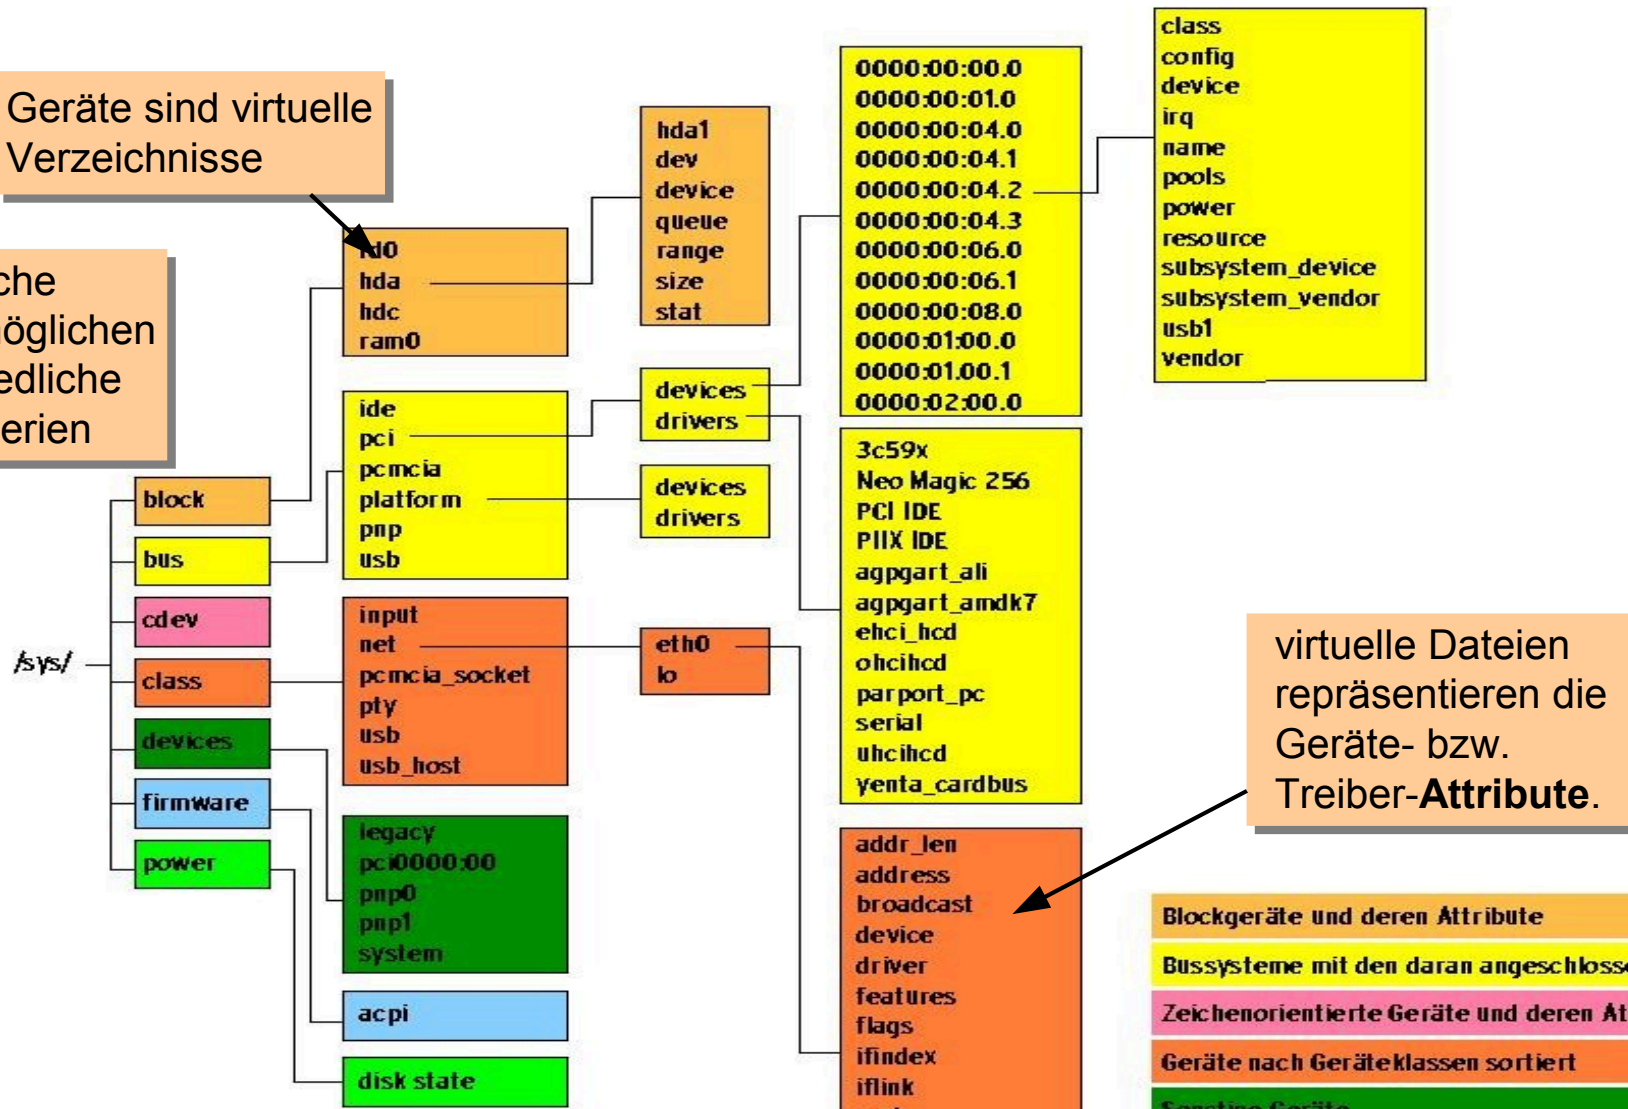 Geräte sind virtuelle
Verzeichnisse
möglichen
/sys/
block
bus
cdev
class
devices
firmware
power
hda
hdc
ram0
ide
pci
pcmcia
platform
pnp
usb
input
net
pcmcia_socket
pty
usb
usb_host
legacy
pci0000:00
pnp0
pnp1
system
acpi
disk state
hda1
dev
device
queue
range
size
stat
devices
drivers
devices
drivers
eth0
lo
0000:00:00.0
0000:00:01.0
0000:00:04.0
0000:00:04.1
0000:00:04.2
0000:00:04.3
0000:00:06.0
0000:00:06.1
0000:00:08.0
0000:01:00.0
0000:01.00.1
0000:02:00.0
3c59x
Neo Magic 256
PCI IDE
PIIX IDE
agpgart_ali
agpgart_amdk7
ehci_hcd
ohcihcd
parport_pc
serial
uhcihcd
yenta_cardbus
addr_len
address
broadcast
device
driver
features
flags
ifindex
iflink
class
config
device
irq
name
pools
power
resource
subsystem_device
subsystem_vendor
usb1
vendor
virtuelle Dateien
repräsentieren die
Geräte- bzw.
Treiber-Attribute.
Blockgeräte und deren Attribute
Bussysteme mit den daran
Zeichenorientierte Geräte und deren
Geräte nach Geräteklassen sortiert